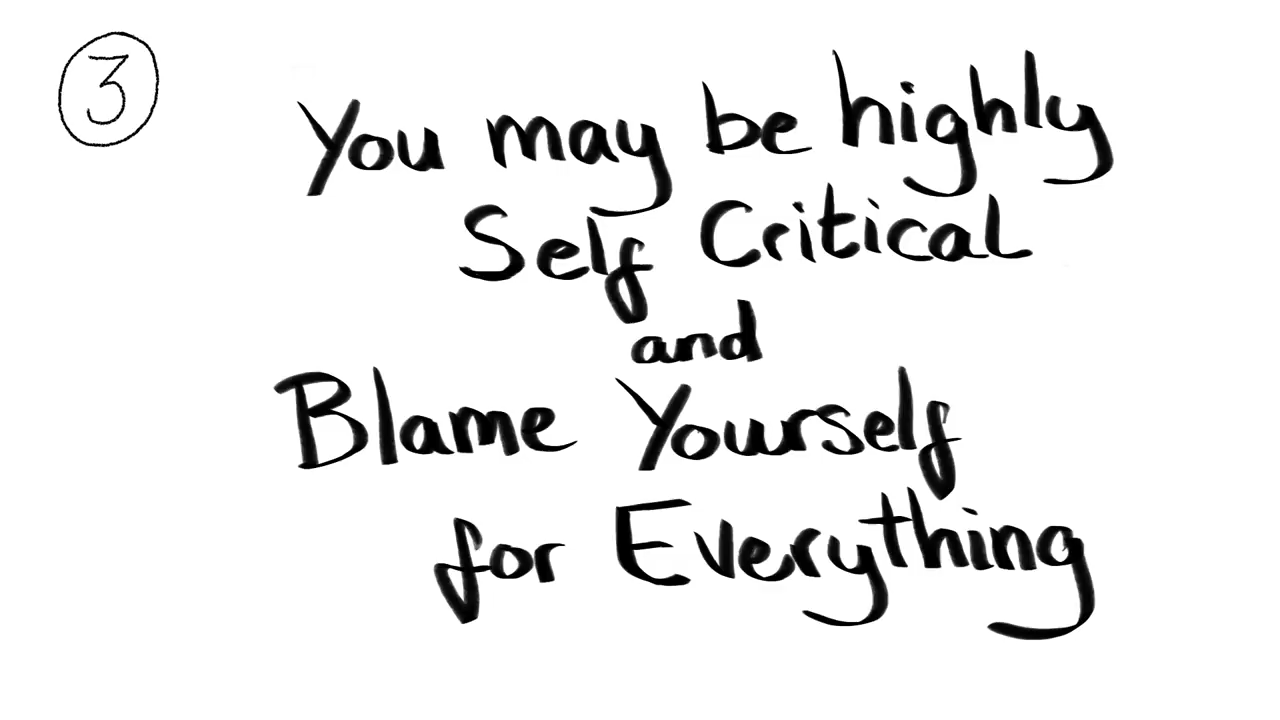 3
You may be highly
Self Critical
and
Blame Yourself
for Everything